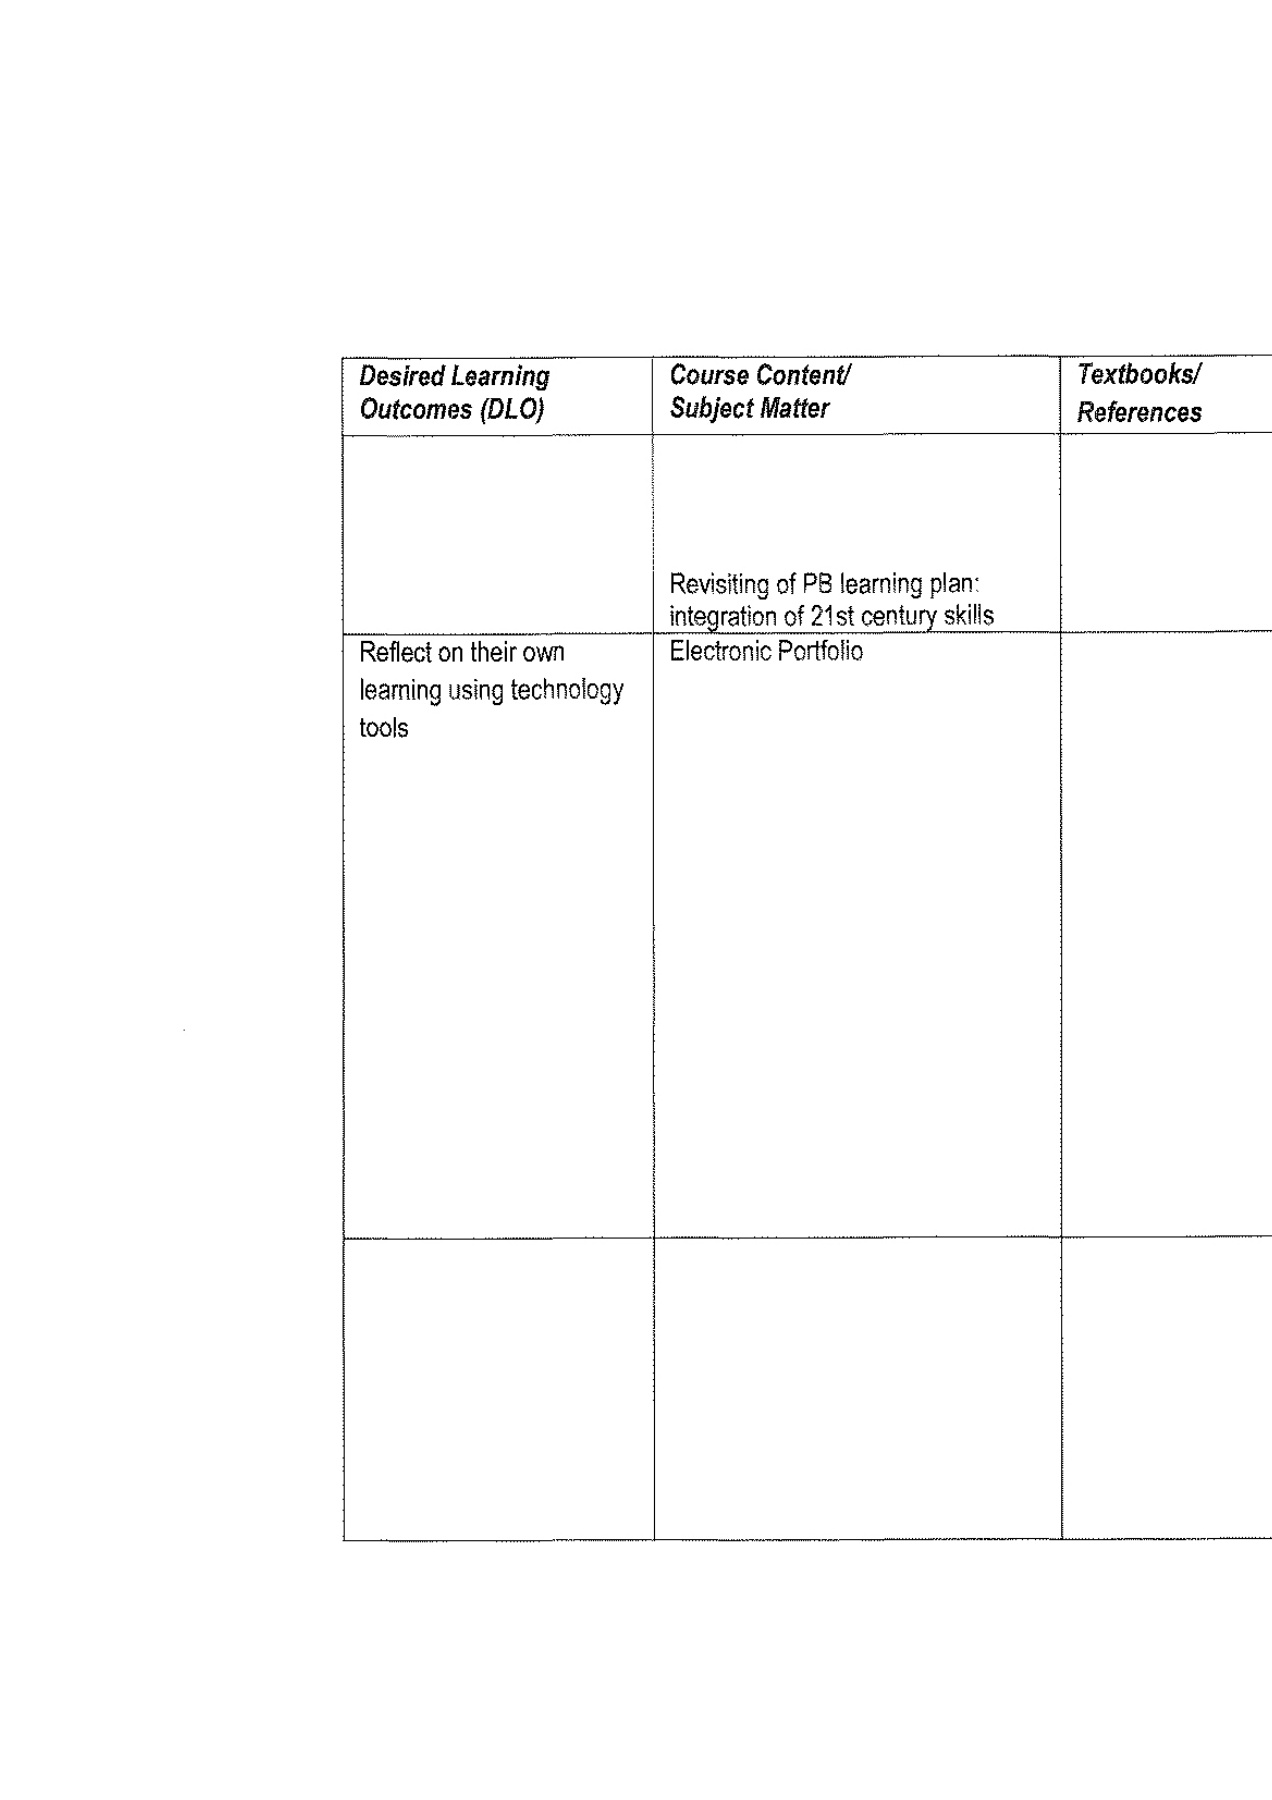 Desired Learning
Outcomes (DLO)
Course Content/
Subject Matter
Textbooks/
References
Revisiting of PB learning plan:
integration of 21st century skills
Reflect on their own
learning using technology
tools
Electronic Portfolio